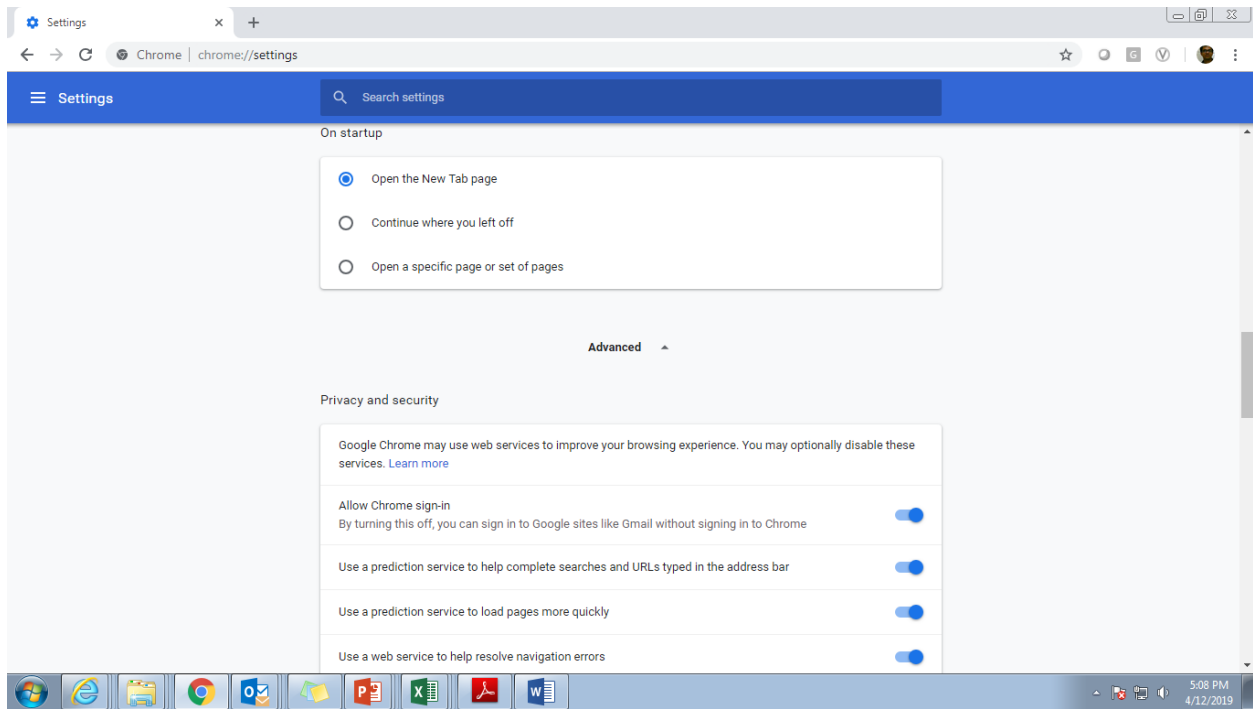 Settings
Chrome | chrome://settings
G
V
Settings
Search settings
On startup
Open the New Tab page
Continue where you left off
Open a specific page or set of pages
Advanced
Privacy and security
Google Chrome may use web services to improve your browsing experience. You may optionally disable these
services. Learn more
Allow Chrome sign-in
By turning this off, you can sign in to Google sites like Gmail without signing in to Chrome
Use a prediction service to help complete searches and URLs typed in the address bar
Use a prediction service to load pages more quickly
Use a web service to help resolve navigation errors
5:08 PM
4/12/2019